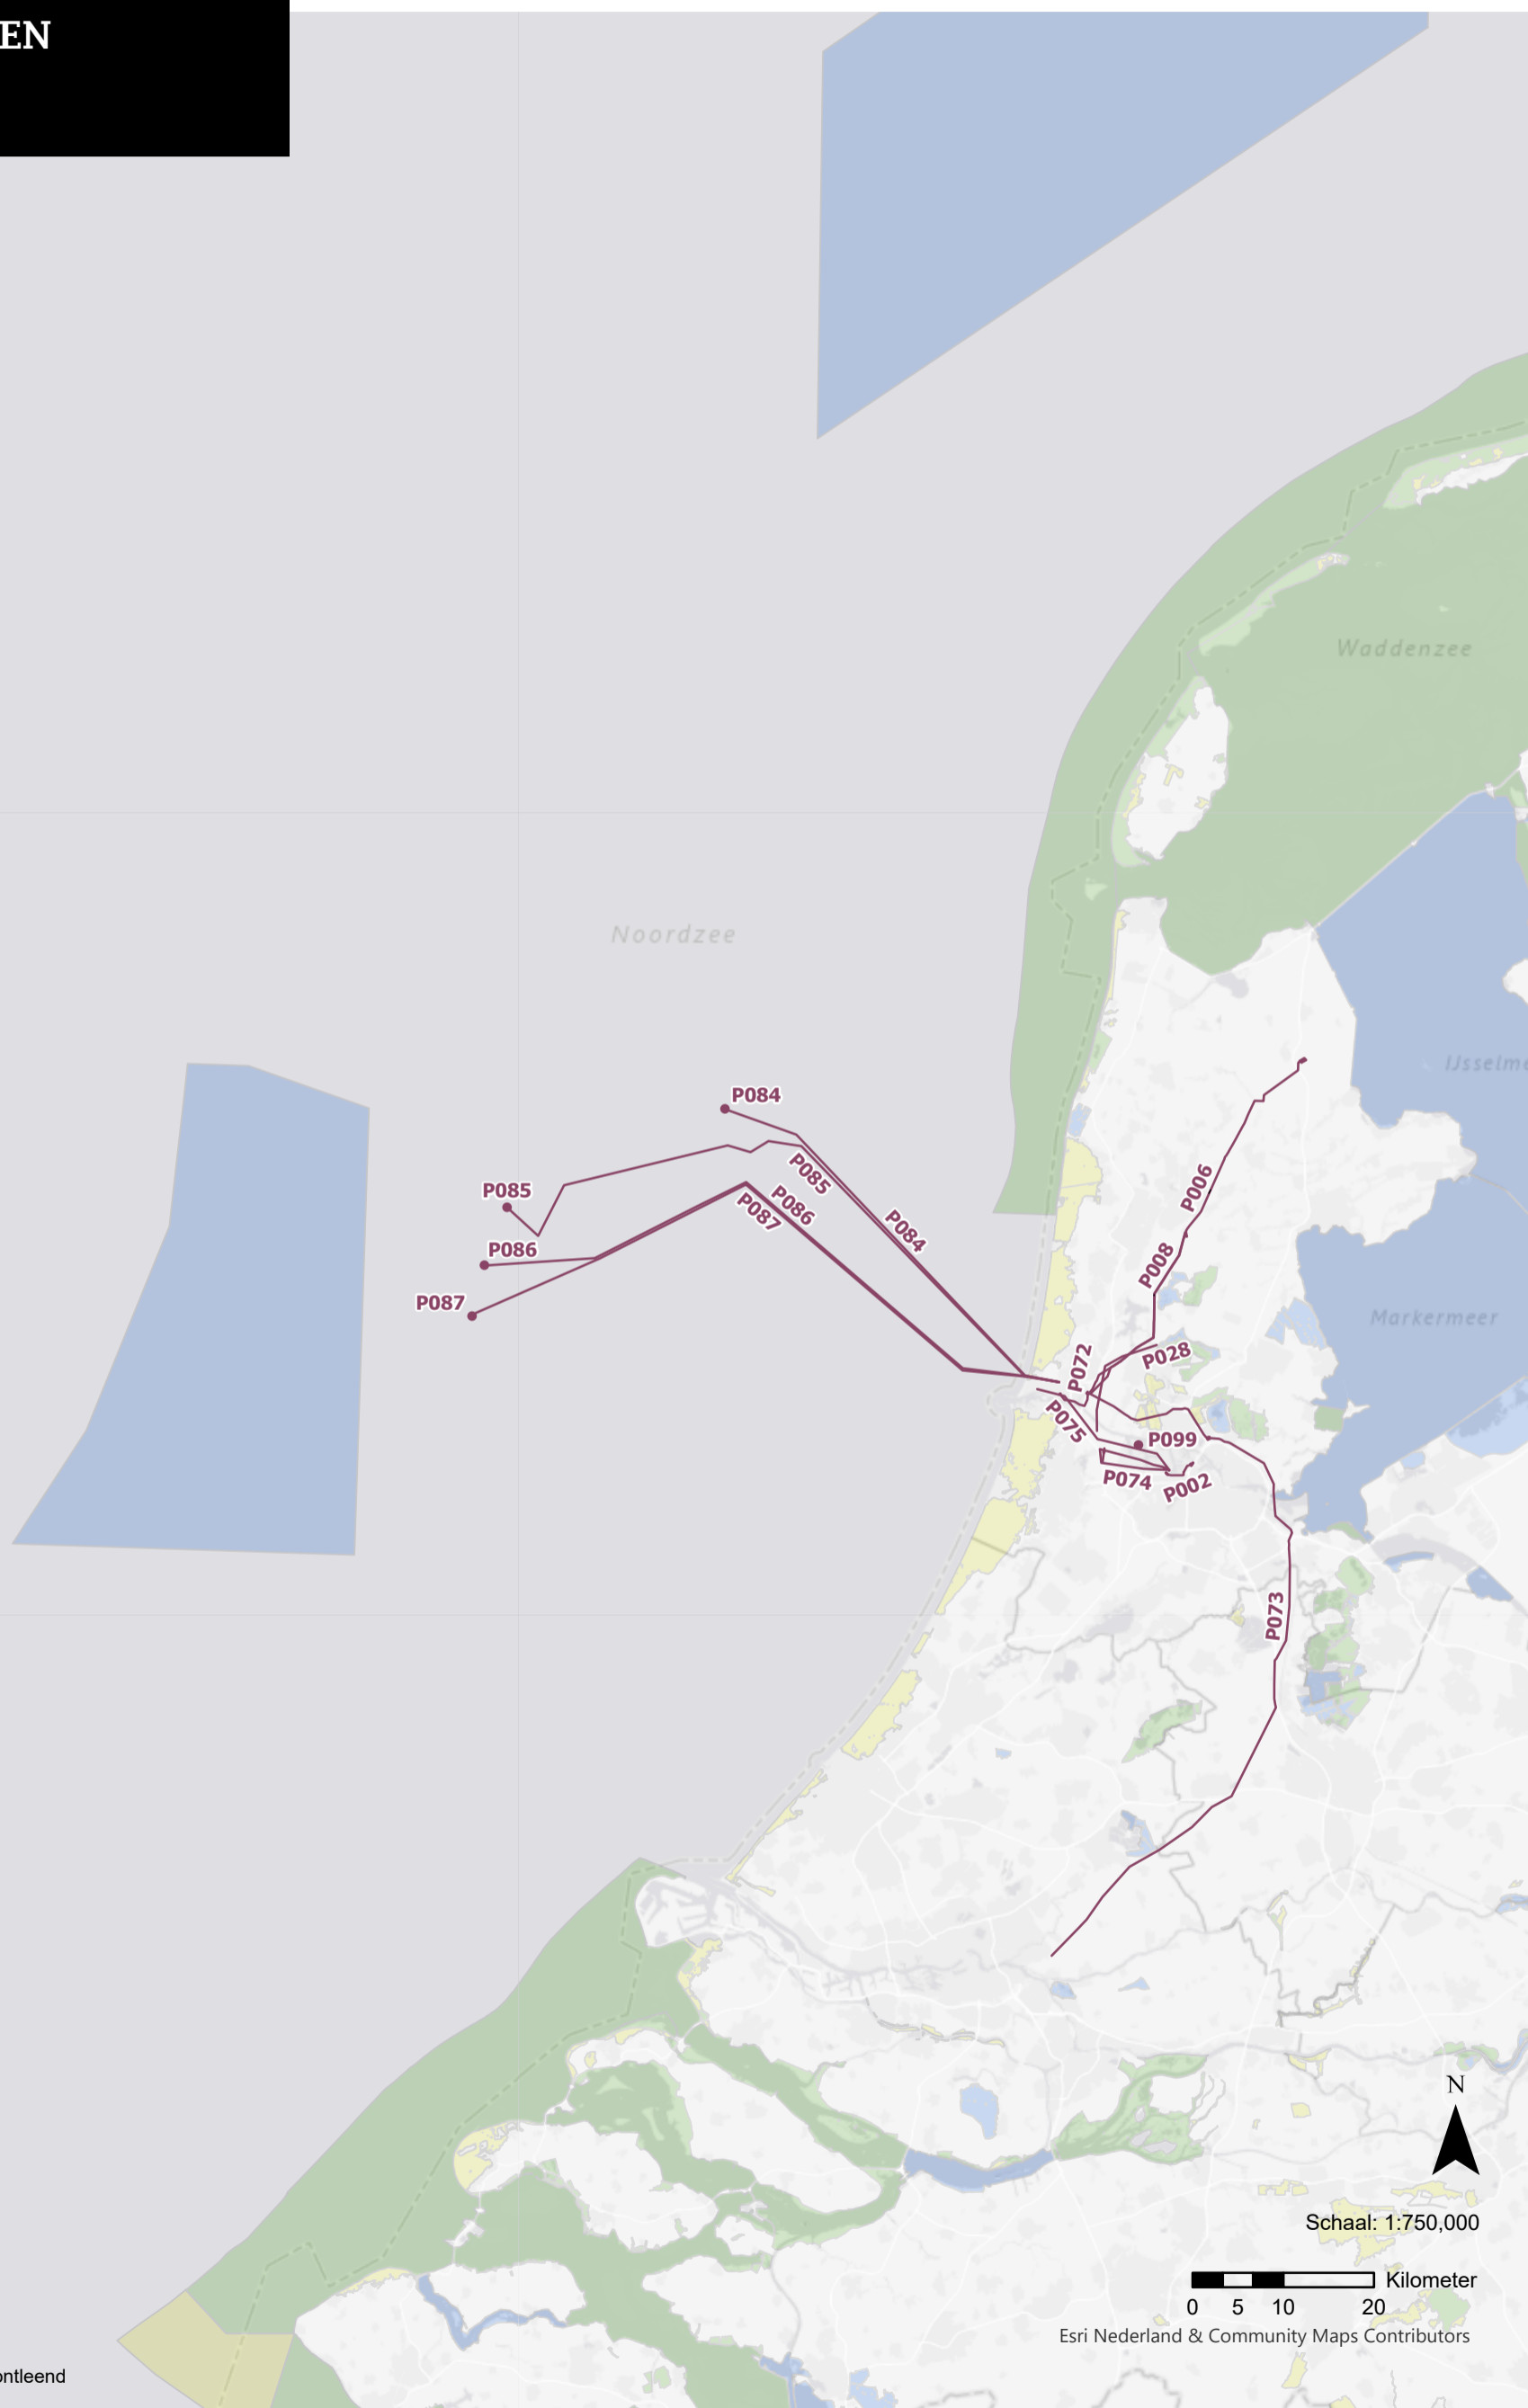 EN
Waddenzee
Noordzee
IJsselme
P084
P085
P006
P085
P086
P087
P084
P086
P008
P087
Markermeer
P072
P028
P075
P099
P074
P002
P073
N
Schaal: 1:750,000
Kilometer
0 5 10 20
Esri Nederland & Community Maps Contributors
ontleend